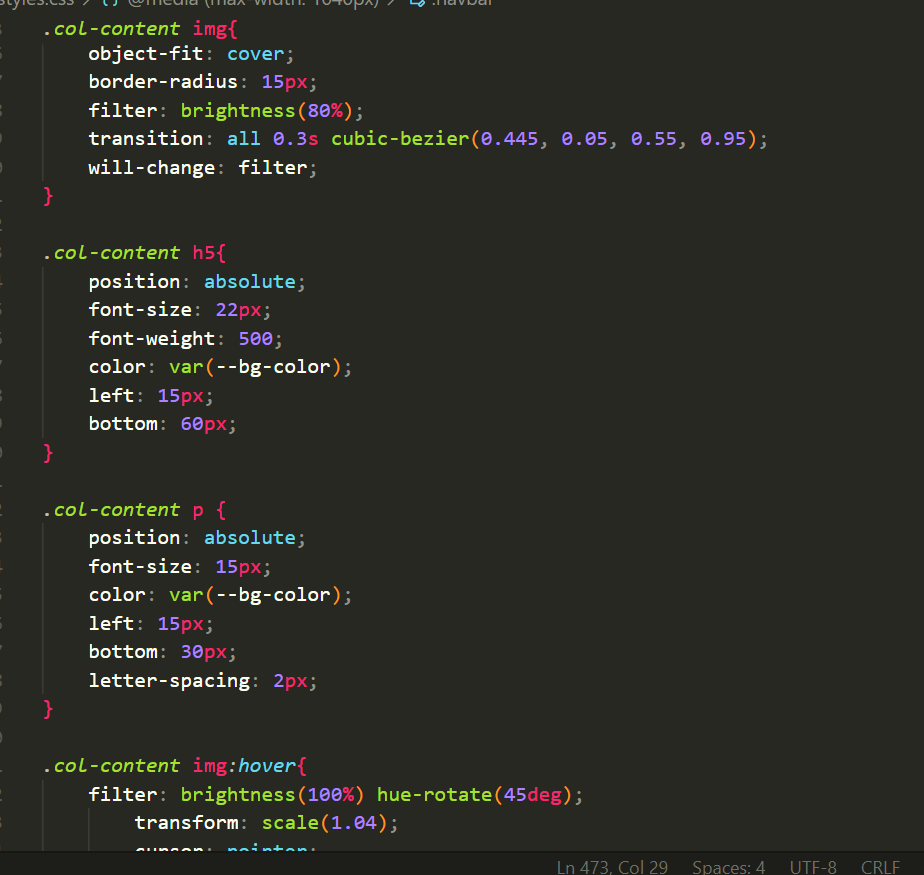 styles.css > {} @media (max-width: 1040px) > .navbar
.col-content img{
    object-fit: cover;
    border-radius: 15px;
    filter: brightness(80%);
    transition: all 0.3s cubic-bezier(0.445, 0.05, 0.55, 0.95);
    will-change: filter;
}
.col-content h5{
    position: absolute;
    font-size: 22px;
    font-weight: 500;
    color: var(--bg-color);
    left: 15px;
    bottom: 60px;
}
.col-content p {
    position: absolute;
    font-size: 15px;
    color: var(--bg-color);
    left: 15px;
    bottom: 30px;
    letter-spacing: 2px;
}
.col-content img:hover{
    filter: brightness(100%) hue-rotate(45deg);
        transform: scale(1.04);
        cursor: pointer;
Ln 473, Col 29 Spaces: 4 UTF-8 CRLF